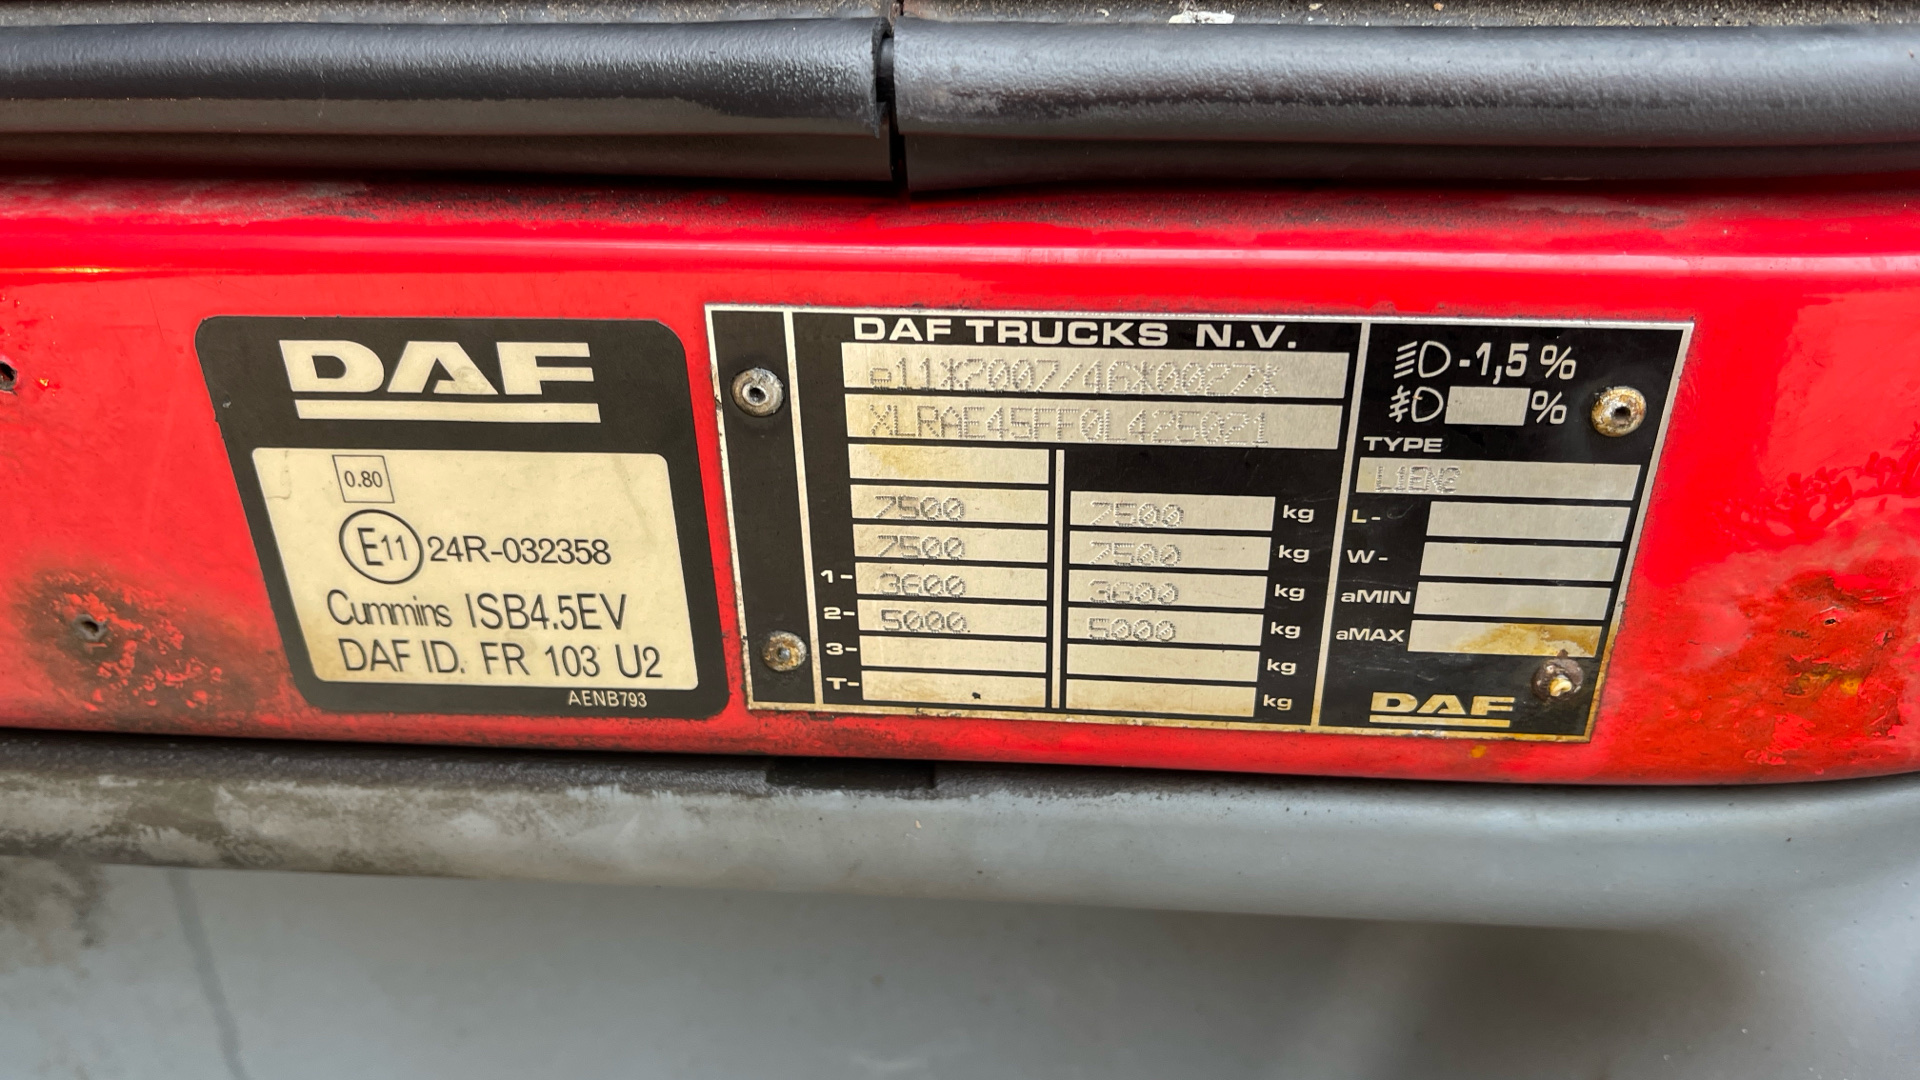 DAF
0.80
E11 24R-032358
Cummins ISB4.5EV
DAF ID. FR 103 U2
AENB793
DAF TRUCKS N.V.
e11*2007/46*0027*
XLRAE45FF0L425021
7500 7500 kg
7500 7500 kg
1- 3600 3600 kg
2- 5000 5000 kg
3- kg
T- kg
-1,5%
%
TYPE
L1EN2
L-
W-
aMIN
aMAX
DAF